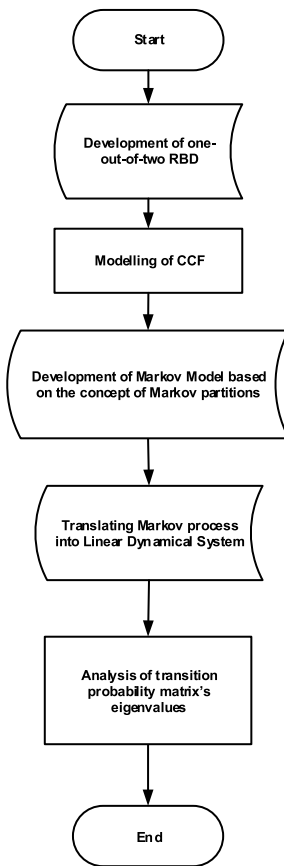 Start
Development of one-
out-of-two RBD
Modelling of CCF
Development of Markov Model based
on the concept of Markov partitions
Translating Markov process
into Linear Dynamical System
Analysis of transition
probability matrix's
eigenvalues
End